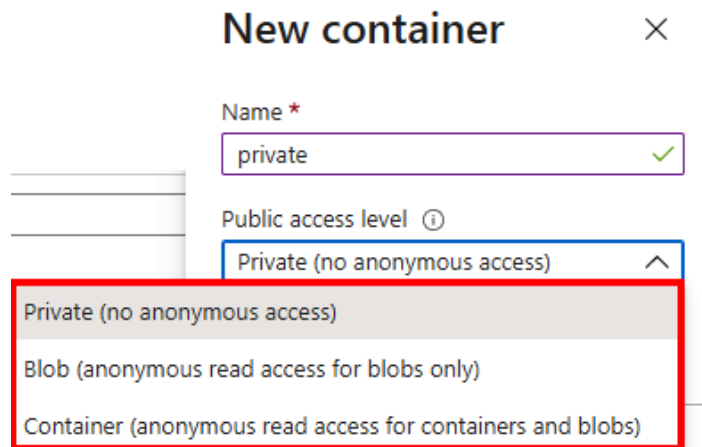 New container
Name *
private
Public access level
Private (no anonymous access)
Private (no anonymous access)
Blob (anonymous read access for blobs only)
Container (anonymous read access for containers and blobs)